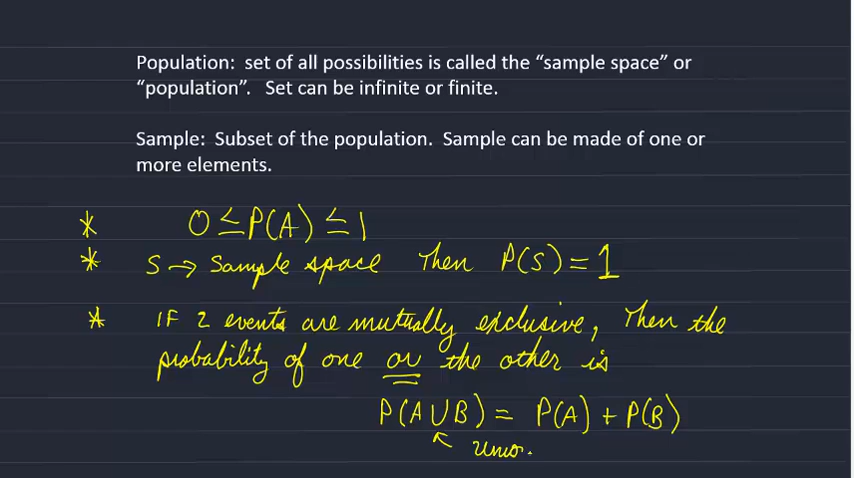 Population: set of all possibilities is called the “sample space” or
“population”. Set can be infinite or finite.
Sample: Subset of the population. Sample can be made of one or
more elements.
* 0 ≤ P(A) ≤ 1
* S → Sample space Then P(S) = 1
* IF 2 events are mutually exclusive, Then the
probability of one or the other is
P(A ∪ B) = P(A) + P(B)
↖ Unio.